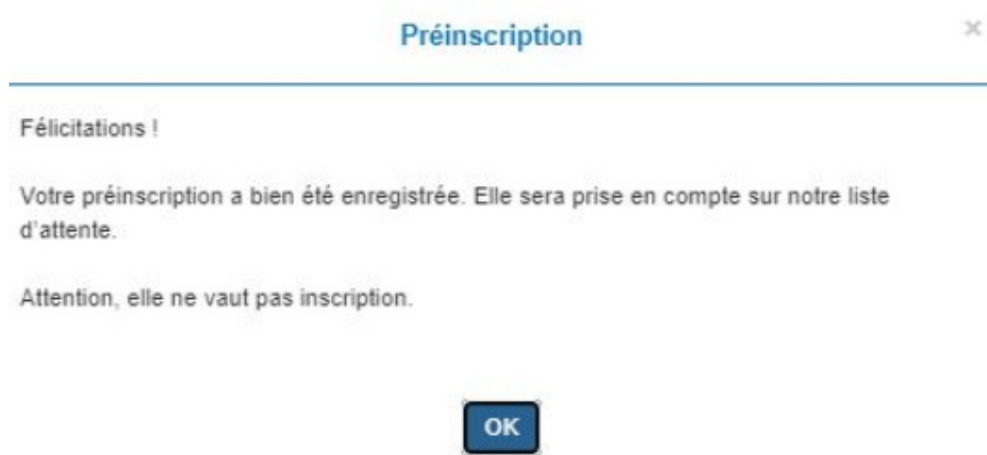 Préinscription
×
Félicitations !
Votre préinscription a bien été enregistrée. Elle sera prise en compte sur notre liste
d'attente.
Attention, elle ne vaut pas inscription.
OK